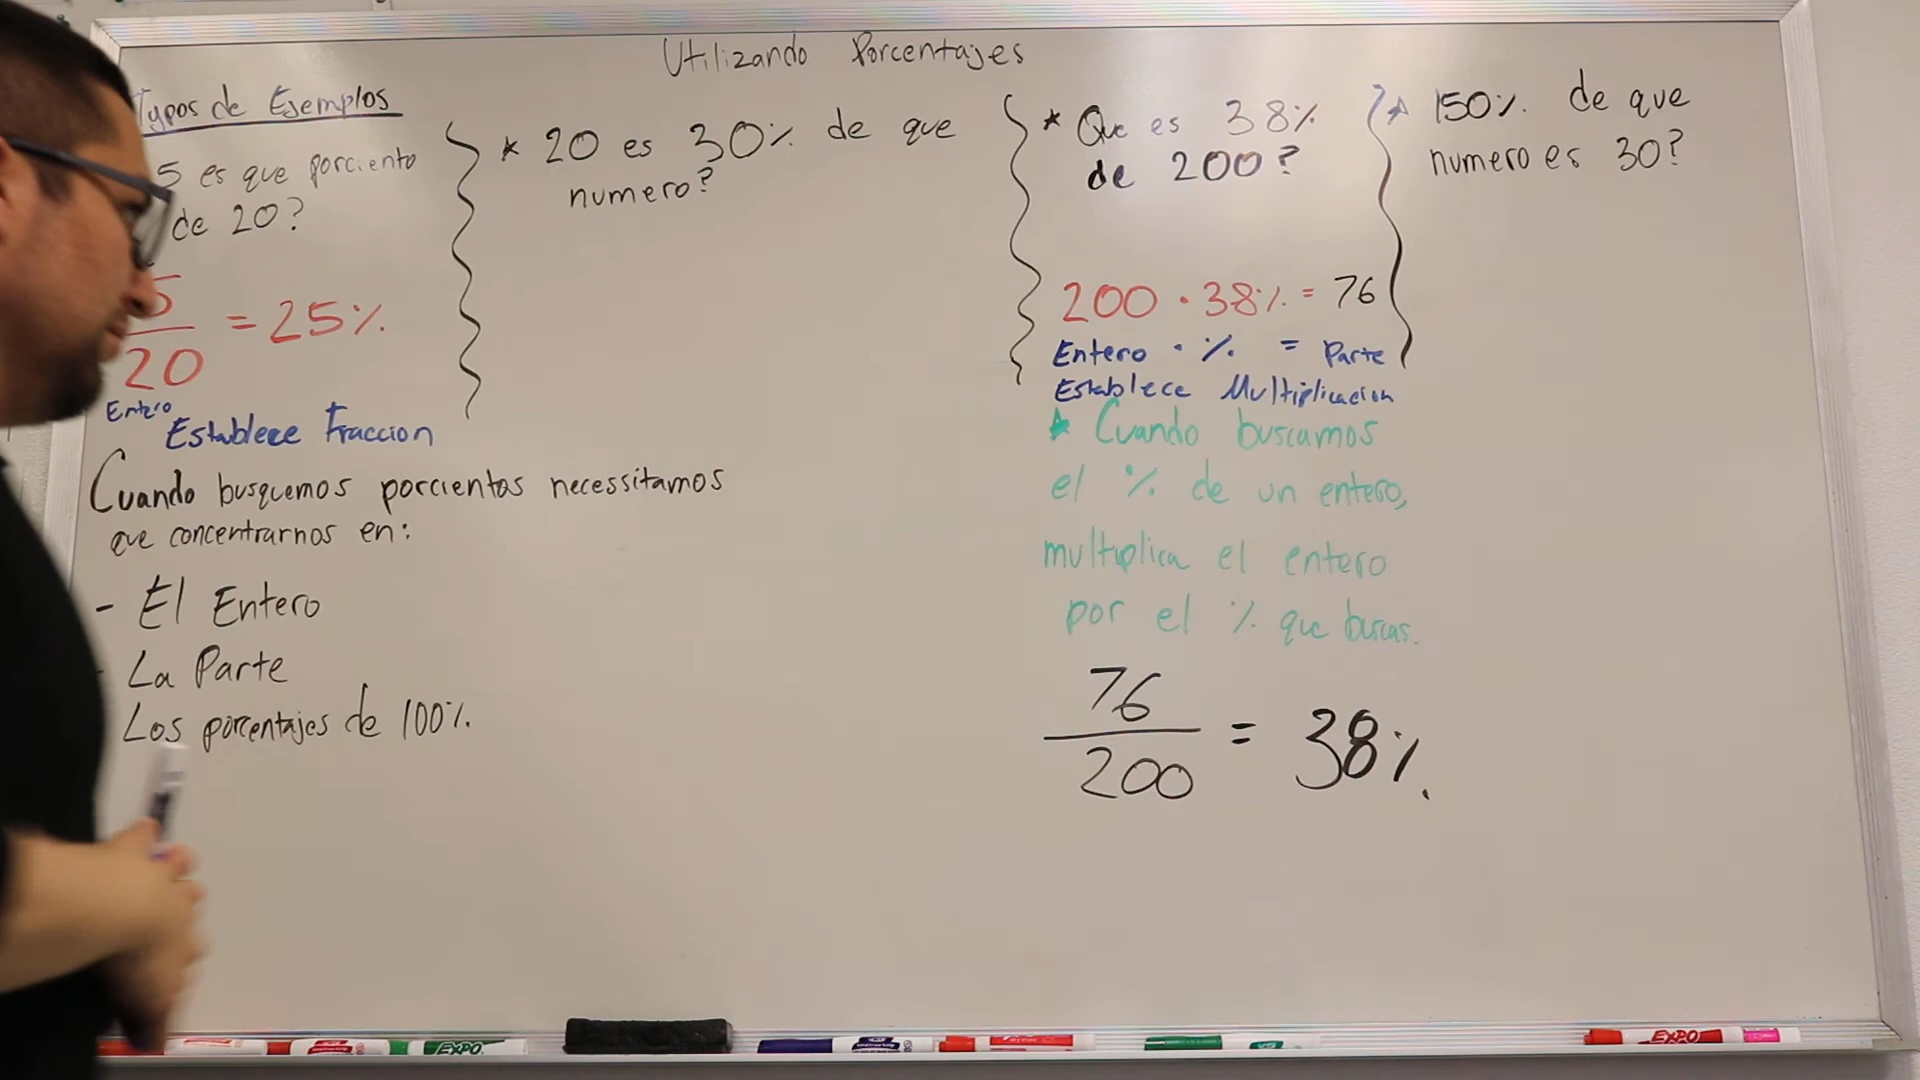 Utilizando Porcentajes
Typos de Ejemplos
5 es que porciento
de 20?
5
20
= 25%
Entero
Establece Fraccion
Cuando busquemos porcientos necessitamos
que concentrarnos en:
- El Entero
- La Parte
Los porcentajes de 100%.
* 20 es 30% de que
numero?
* Que es 38%
de 200?
200 · 38% = 76
Entero · % = Parte
Establece Multiplicacion
* Cuando buscamos
el % de un entero,
multiplica el entero
por el % que buscas.
76
200
= 38%.
* 150% de que
numero es 30?
EXPO
EXPO